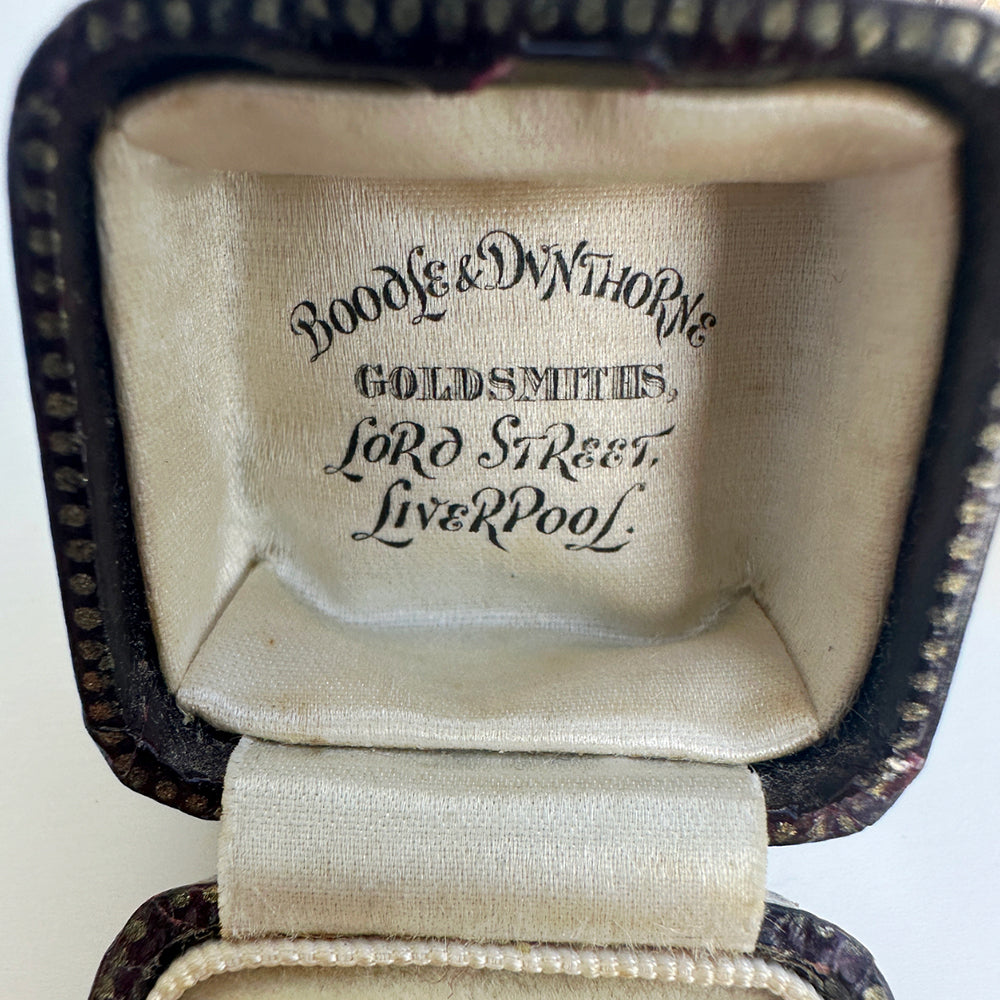 BOODLE & DUNTHORNE
GOLDSMITHS,
LORD STREET,
LIVERPOOL.